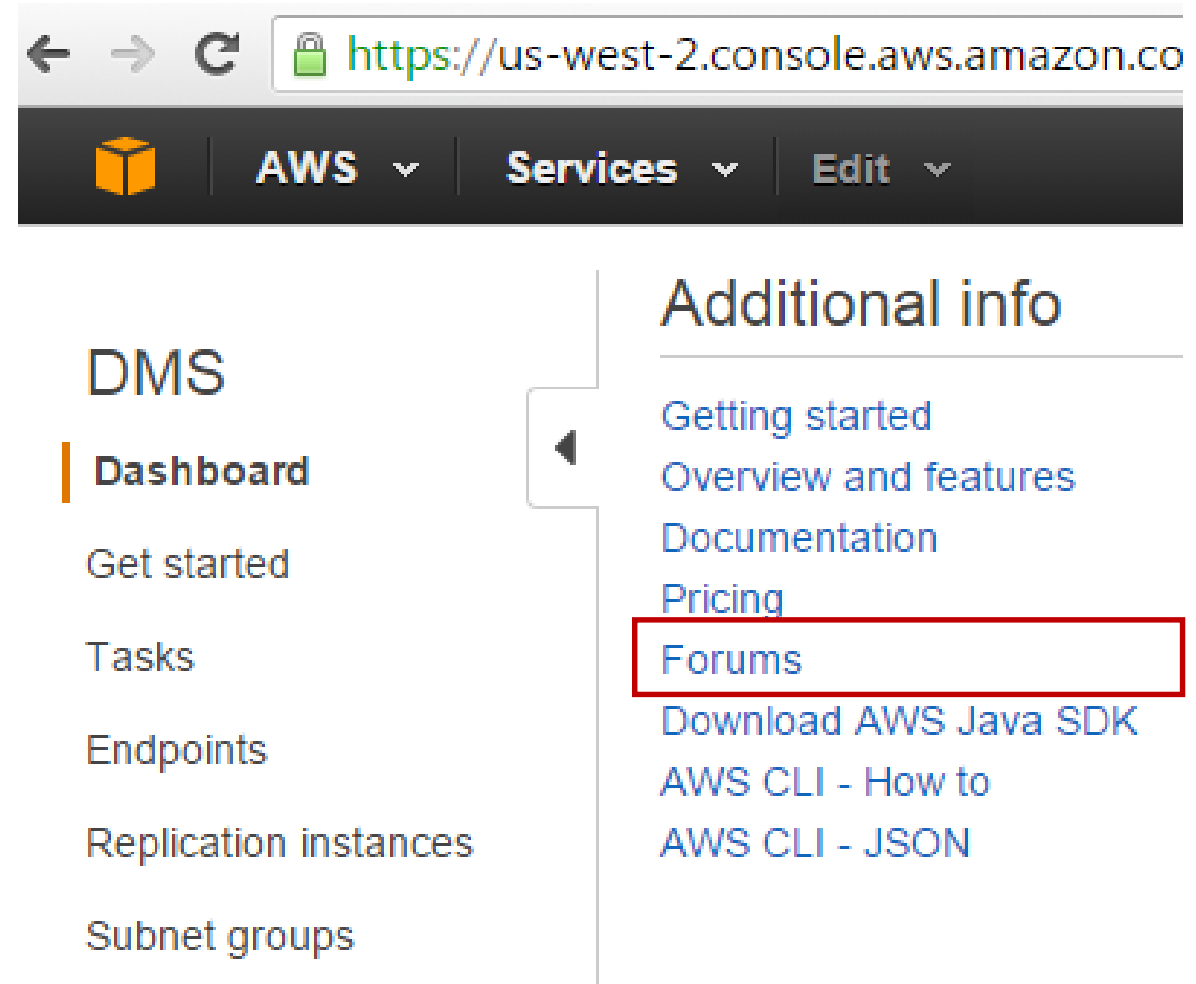 https://us-west-2.console.aws.amazon.co
AWS Services Edit
DMS
Dashboard
Get started
Tasks
Endpoints
Replication instances
Subnet groups
Additional info
Getting started
Overview and features
Documentation
Pricing
Forums
Download AWS Java SDK
AWS CLI - How to
AWS CLI - JSON